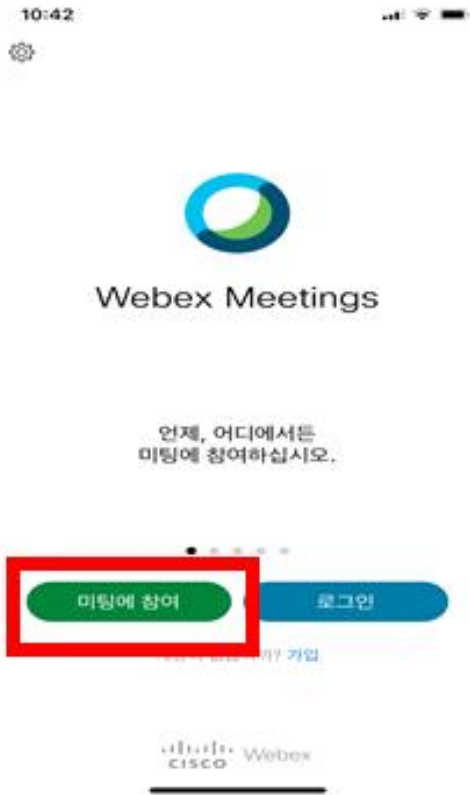 10:42
Webex Meetings
언제, 어디에서든
미팅에 참여하십시오.
미팅에 참여
로그인
가입
CISCO Webex